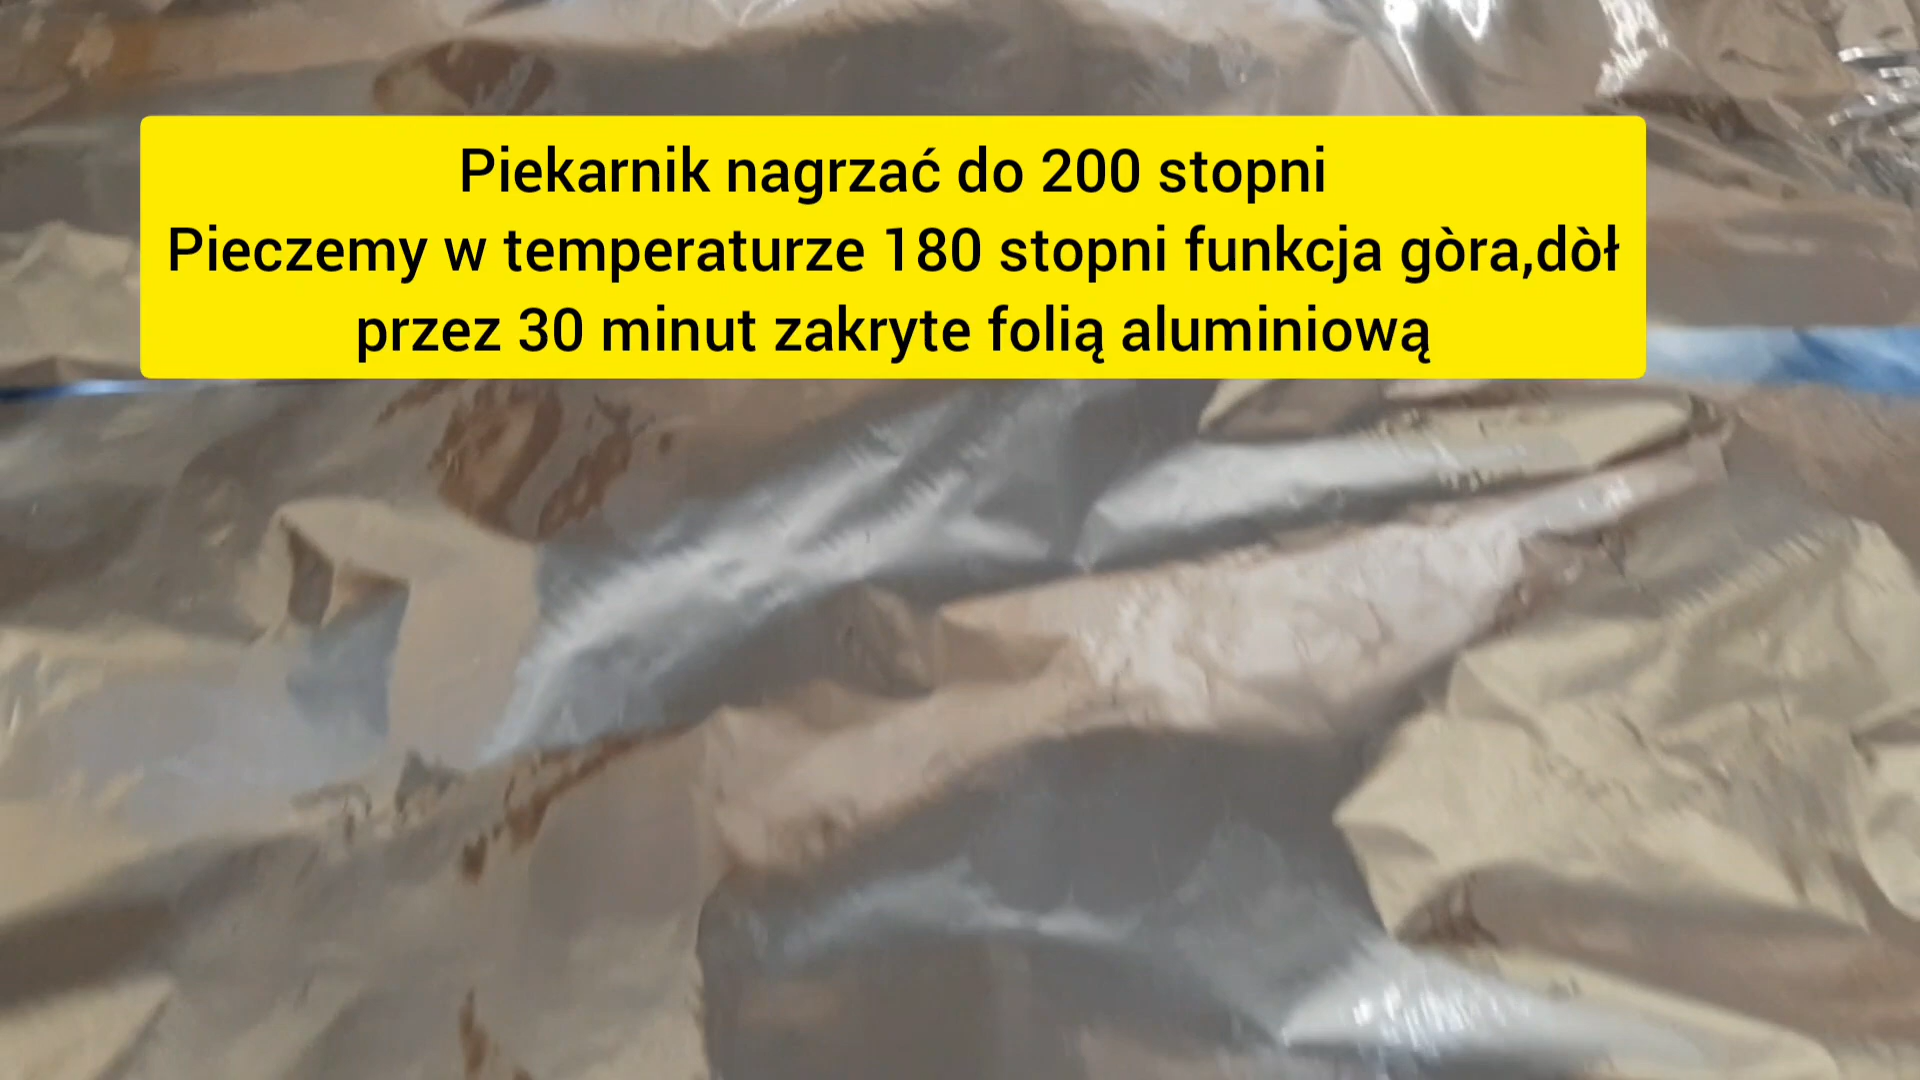 Piekarnik nagrzać do 200 stopni
Pieczemy w temperaturze 180 stopni funkcja gòra,dòł
przez 30 minut zakryte folią aluminiową